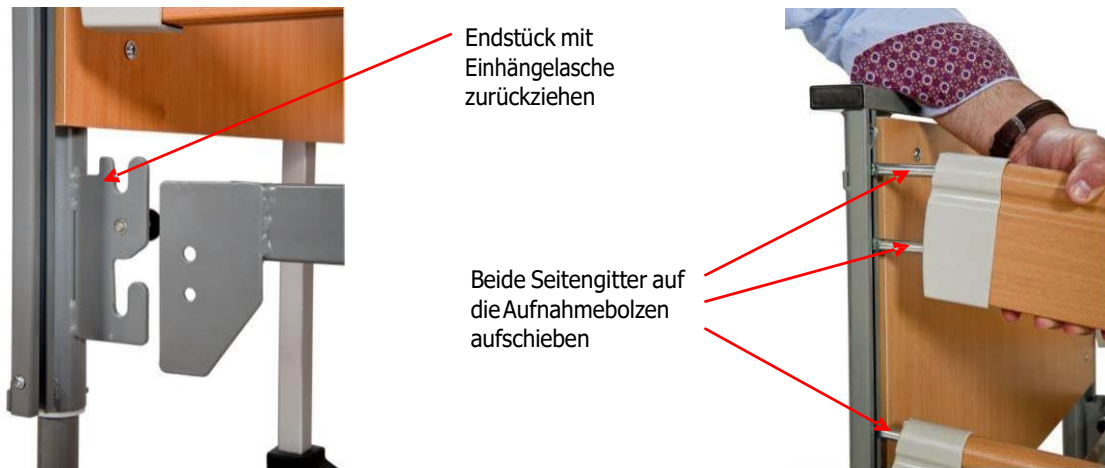 Endstück mit
Einhängelasche
zurückziehen
Beide Seitengitter auf
die Aufnahmebolzen
aufschieben